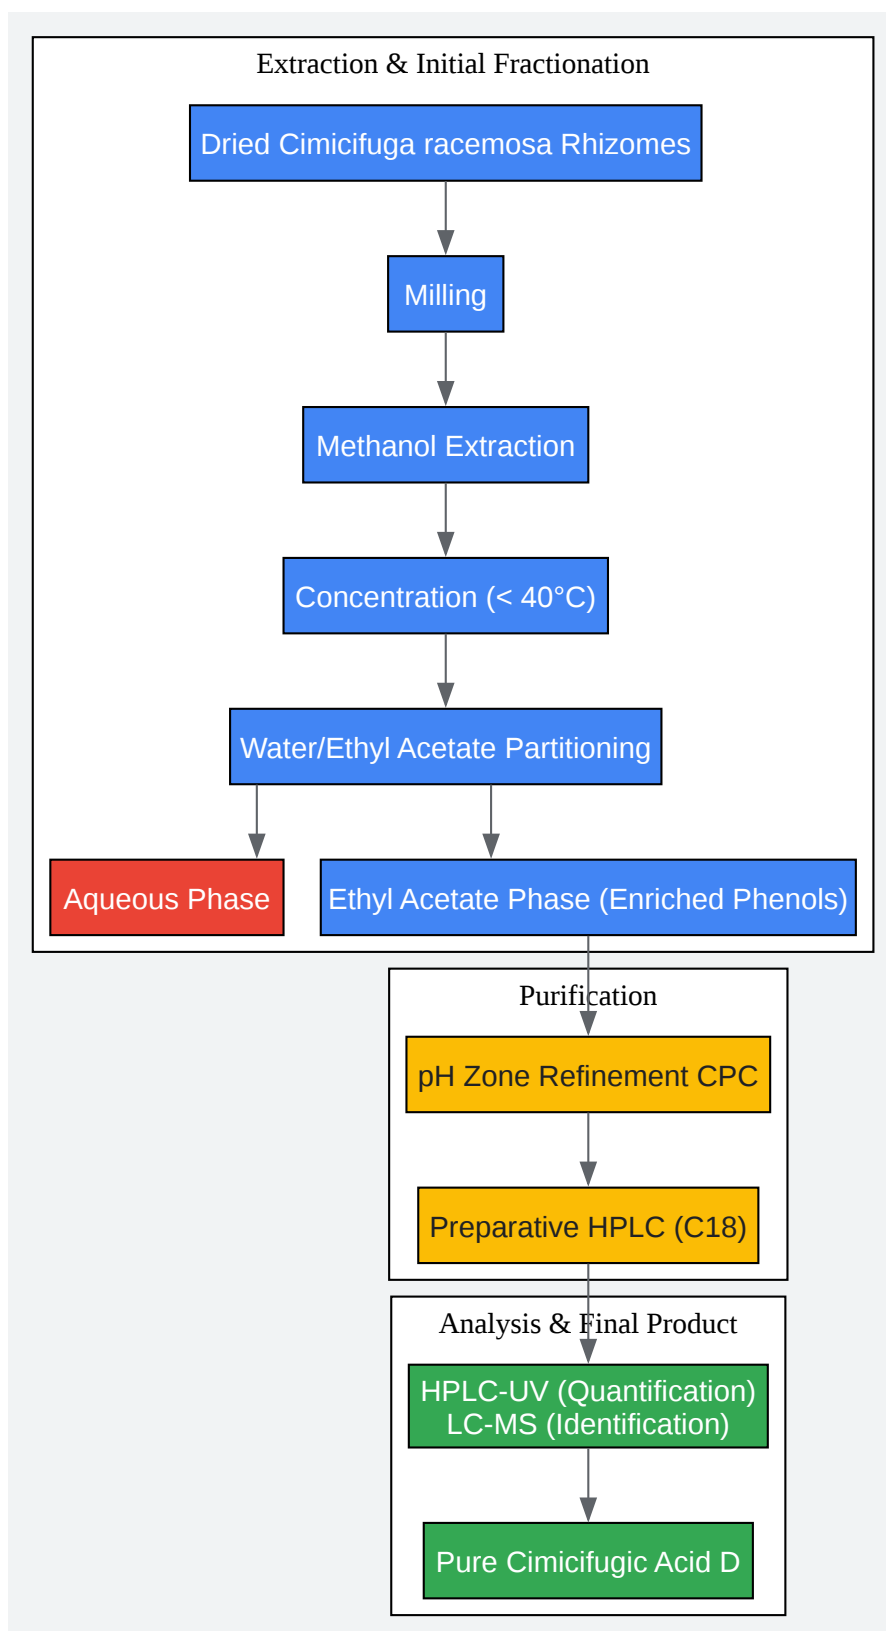 Extraction & Initial Fractionation
Dried Cimicifuga racemosa Rhizomes
Milling
Methanol Extraction
Concentration (< 40°C)
Water/Ethyl Acetate Partitioning
Aqueous Phase
Ethyl Acetate Phase (Enriched Phenols)
Purification
pH Zone Refinement CPC
Preparative HPLC (C18)
Analysis & Final Product
HPLC-UV (Quantification)
LC-MS (Identification)
Pure Cimicifugic Acid D